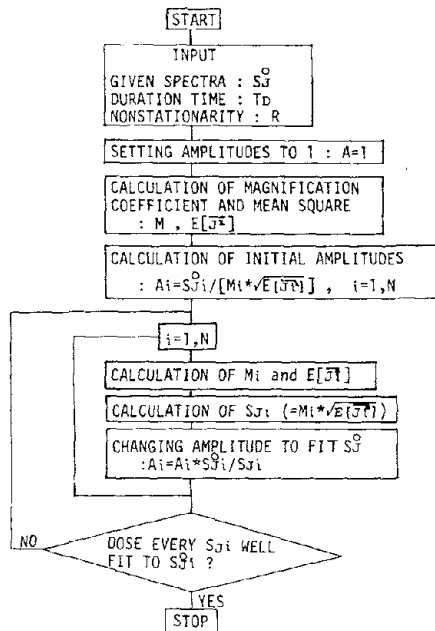 START
INPUT
GIVEN SPECTRA : S̊J
DURATION TIME : TD
NONSTATIONARITY : R
SETTING AMPLITUDES TO 1 : A=1
CALCULATION OF MAGNIFICATION
COEFFICIENT AND MEAN SQUARE
: M , E[J²]
CALCULATION OF INITIAL AMPLITUDES
: Ai=S̊Ji/[Mi*√E[J²i]] , i=1,N
i=1,N
CALCULATION OF Mi and E[J²i]
CALCULATION OF SJi (=Mi*√E[J²i])
CHANGING AMPLITUDE TO FIT S̊J
:Ai=Ai*S̊Ji/SJi
NO
DOSE EVERY SJi WELL
FIT TO S̊Ji ?
YES
STOP